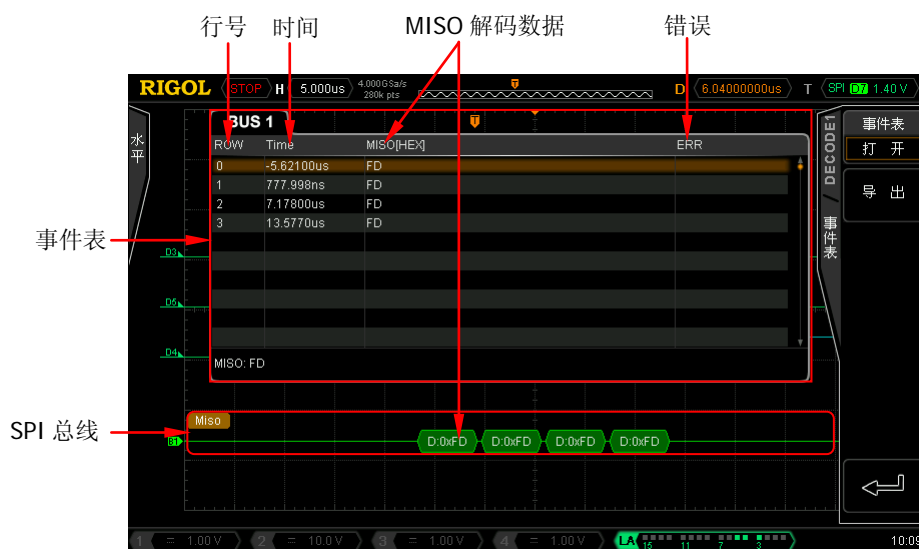 行号 时间 MISO 解码数据 错误
RIGOL STOP H 5.000us 4.000GSa/s 280k pts D 6.04000000us T SPI D7 1.40 V
BUS 1
ROW Time MISO[HEX] ERR
0 -5.62100us FD
1 777.998ns FD
2 7.17800us FD
3 13.5770us FD
MISO: FD
水平
DECODE1
事件表
事件表
打 开
导 出
事件表
D3
D5
D4
SPI 总线
Miso
B1
D:0xFD D:0xFD D:0xFD D:0xFD
1 = 1.00 V 2 = 10.0 V 3 = 1.00 V 4 = 1.00 V LA 15 11 7 3